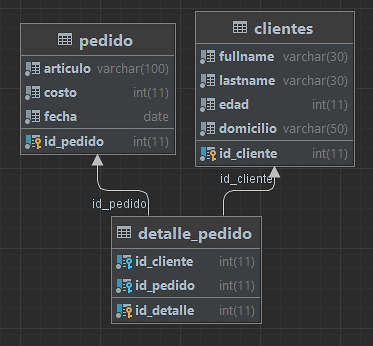 pedido
articulo varchar(100)
costo int(11)
fecha date
id_pedido int(11)
clientes
fullname varchar(30)
lastname varchar(30)
edad int(11)
domicilio varchar(50)
id_cliente int(11)
id_pedido
id_cliente
detalle_pedido
id_cliente int(11)
id_pedido int(11)
id_detalle int(11)